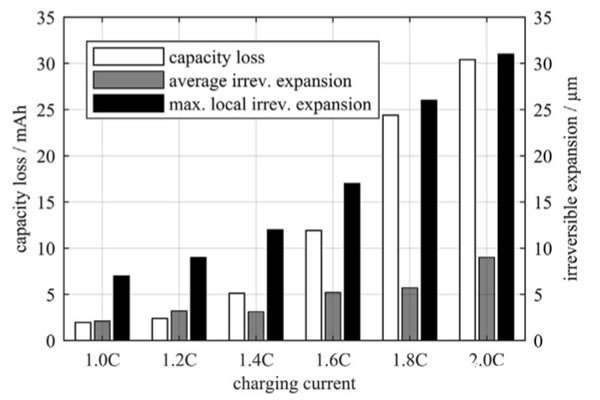 35
30
25
20
15
10
5
0
capacity loss / mAh
capacity loss
average irrev. expansion
max. local irrev. expansion
35
30
25
20
15
10
5
0
irreversible expansion / μm
1.0C 1.2C 1.4C 1.6C 1.8C 2.0C
charging current